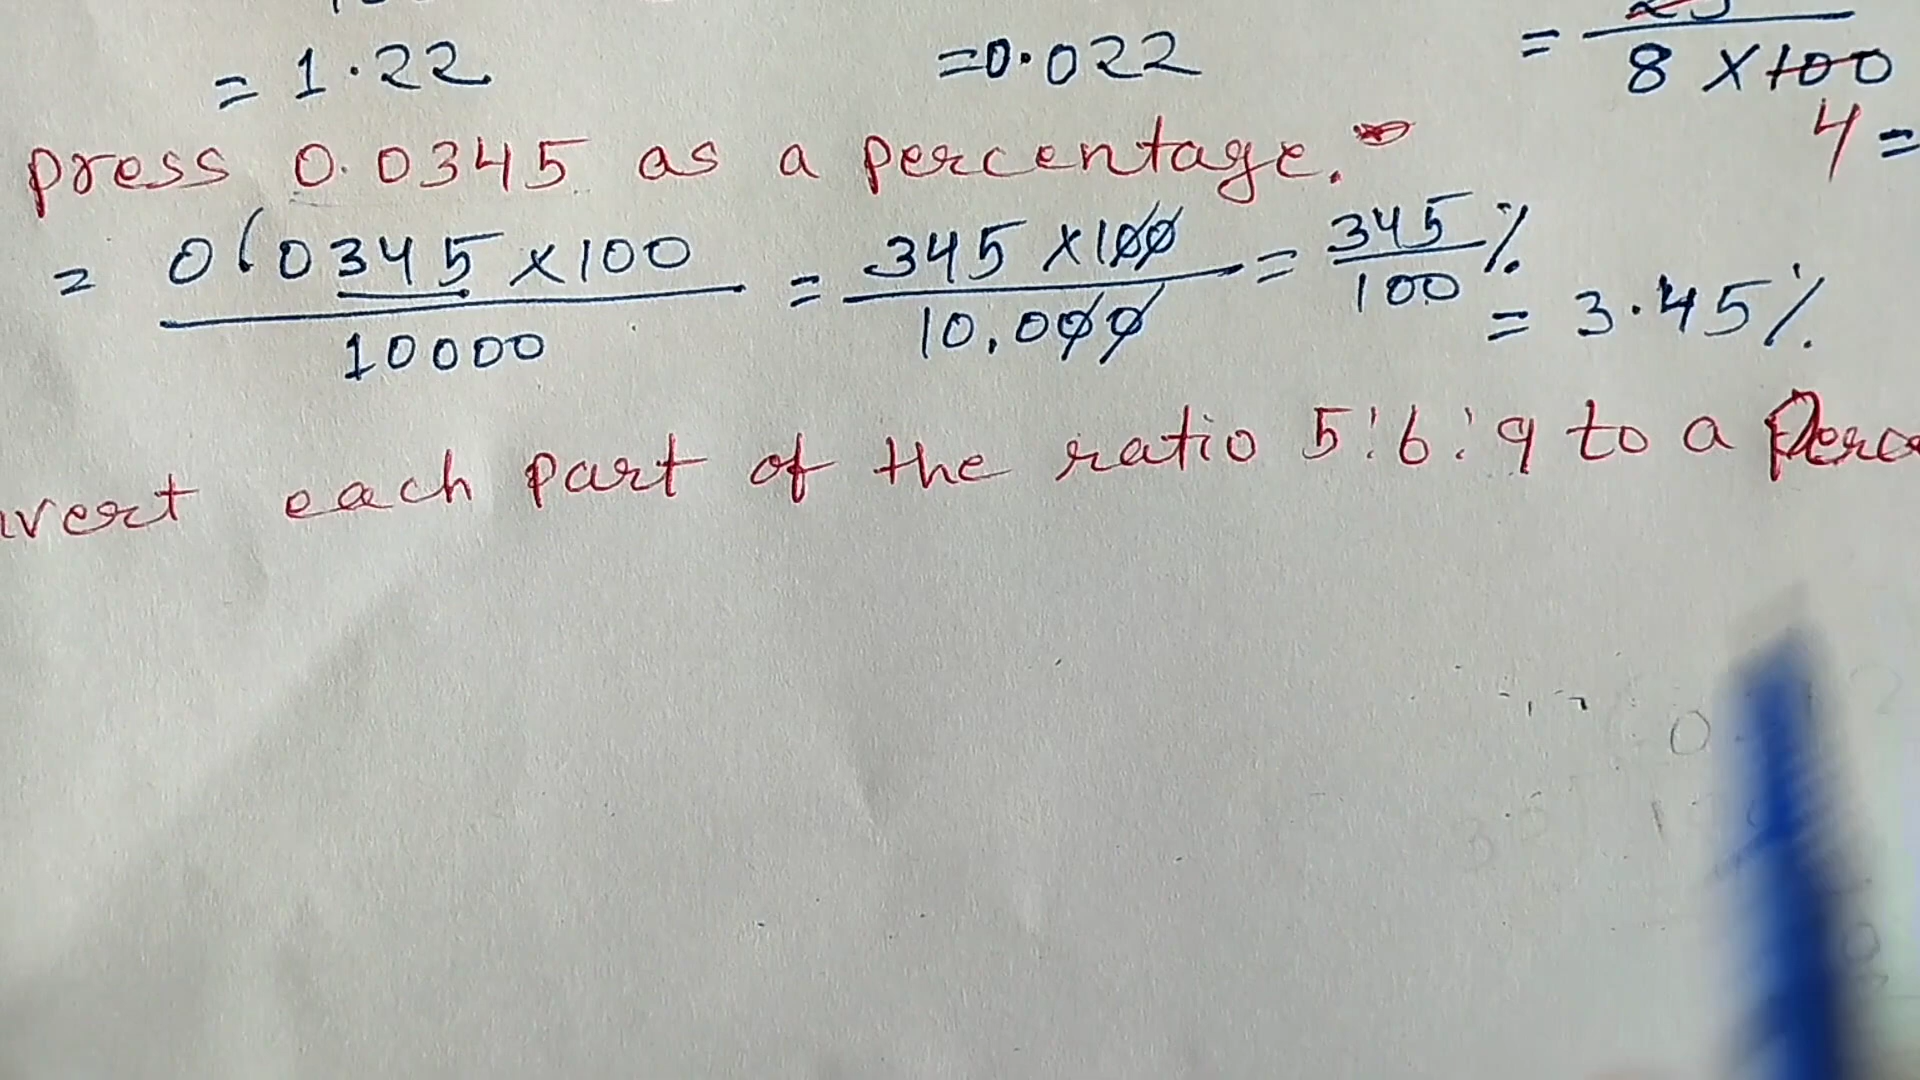 = 1.22 =0.022 = 8 x 100
press 0.0345 as a percentage. 4 =
= 0(0345 x 100 / 10000 = 345 x 100 / 10,000 = 345 / 100 % = 3.45%
vert each part of the ratio 5:6:9 to a Perce